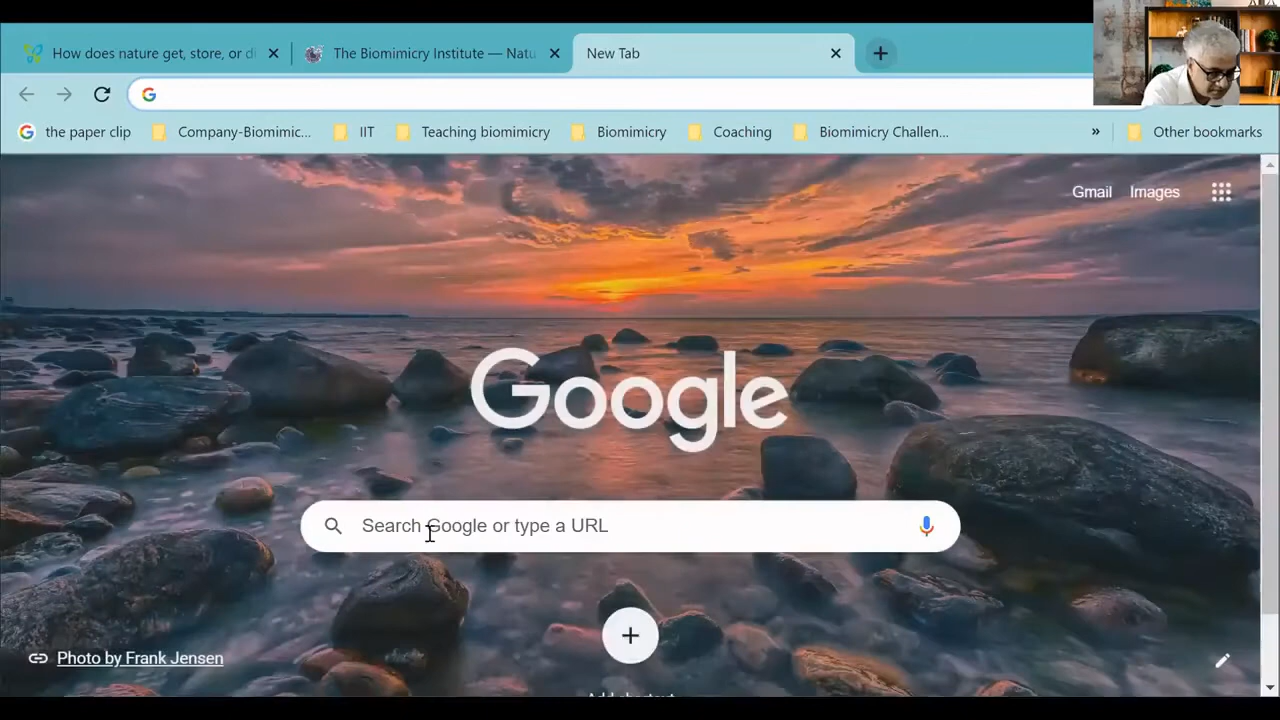 How does nature get, store, or di
The Biomimicry Institute — Natu
New Tab
the paper clip
Company-Biomimic...
IIT
Teaching biomimicry
Biomimicry
Coaching
Biomimicry Challen...
»
Other bookmarks
Gmail
Images
Google
Search Google or type a URL
Photo by Frank Jensen
Add shortcut